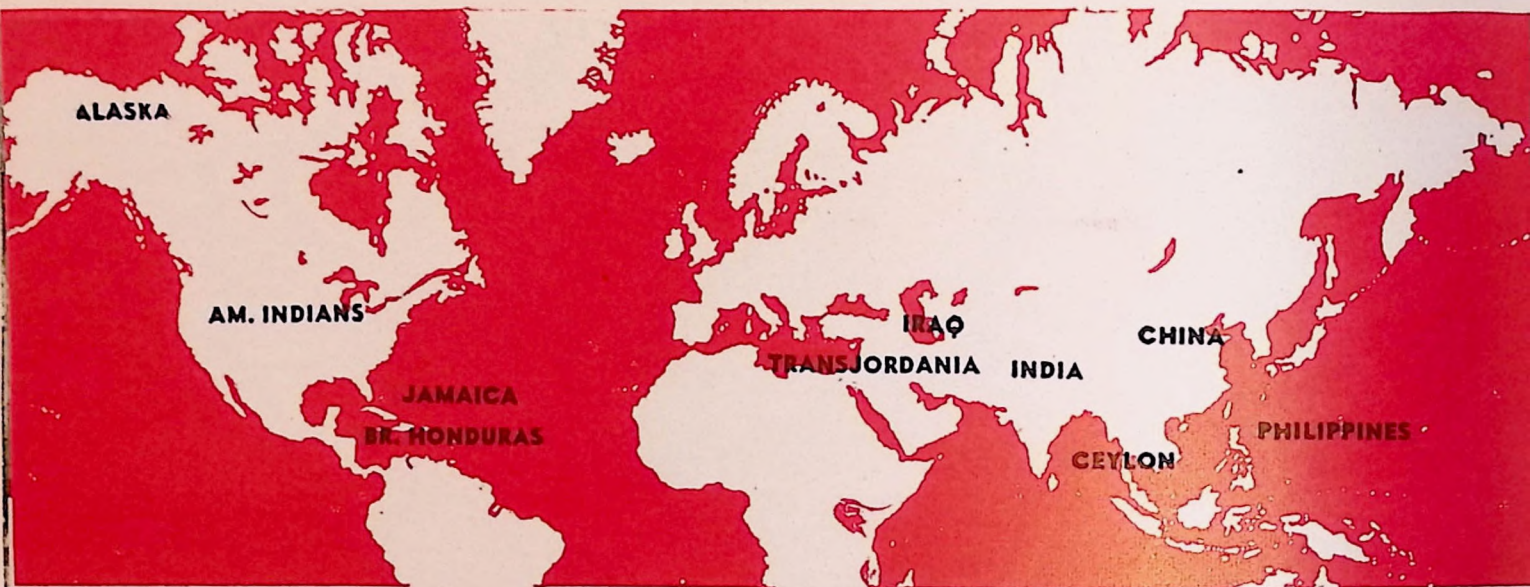 ALASKA
AM. INDIANS
JAMAICA
BR. HONDURAS
IRAQ
TRANSJORDANIA
INDIA
CHINA
CEYLON
PHILIPPINES